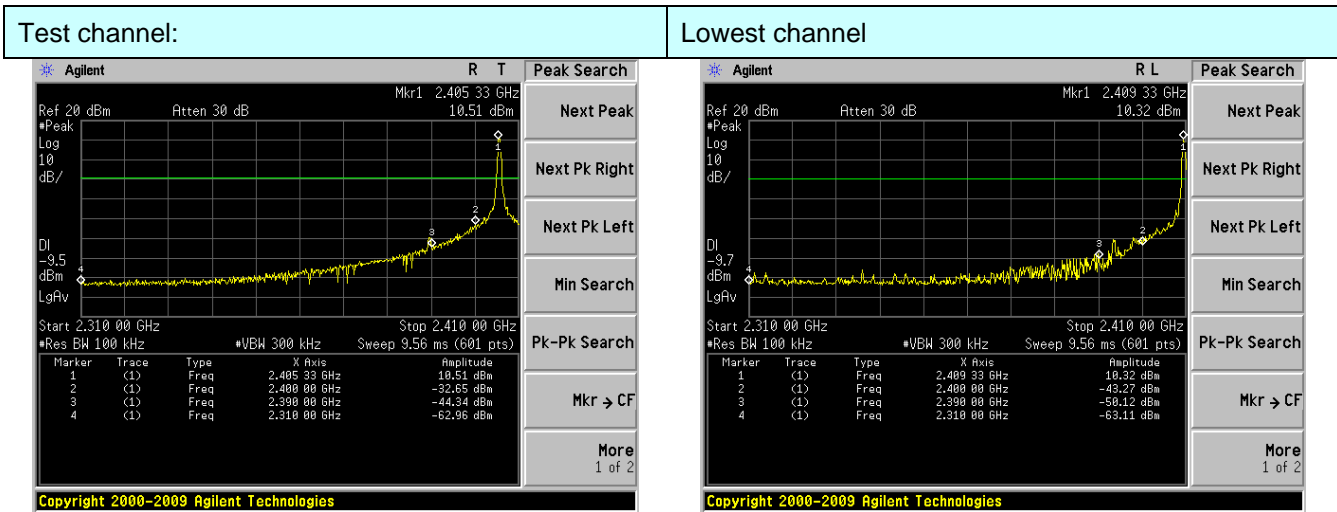 Test channel:
Lowest channel
Agilent
R T
Peak Search
Mkr1 2.405 33 GHz
Ref 20 dBm
Atten 30 dB
10.51 dBm
#Peak
Log
10
dB/
DI
-9.5
dBm
LgAv
1
2
3
4
Start 2.310 00 GHz
Stop 2.410 00 GHz
#Res BW 100 kHz
#VBW 300 kHz
Sweep 9.56 ms (601 pts)
Marker Trace Type X Axis Amplitude
1 (1) Freq 2.405 33 GHz 10.51 dBm
2 (1) Freq 2.400 00 GHz -32.65 dBm
3 (1) Freq 2.390 00 GHz -44.34 dBm
4 (1) Freq 2.310 00 GHz -62.96 dBm
Next Peak
Next Pk Right
Next Pk Left
Min Search
Pk-Pk Search
Mkr → CF
More
1 of 2
Copyright 2000-2009 Agilent Technologies
Agilent
R L
Peak Search
Mkr1 2.409 33 GHz
Ref 20 dBm
Atten 30 dB
10.32 dBm
#Peak
Log
10
dB/
DI
-9.7
dBm
LgAv
1
2
3
4
Start 2.310 00 GHz
Stop 2.410 00 GHz
#Res BW 100 kHz
#VBW 300 kHz
Sweep 9.56 ms (601 pts)
Marker Trace Type X Axis Amplitude
1 (1) Freq 2.409 33 GHz 10.32 dBm
2 (1) Freq 2.400 00 GHz -43.27 dBm
3 (1) Freq 2.390 00 GHz -50.12 dBm
4 (1) Freq 2.310 00 GHz -63.11 dBm
Next Peak
Next Pk Right
Next Pk Left
Min Search
Pk-Pk Search
Mkr → CF
More
1 of 2
Copyright 2000-2009 Agilent Technologies